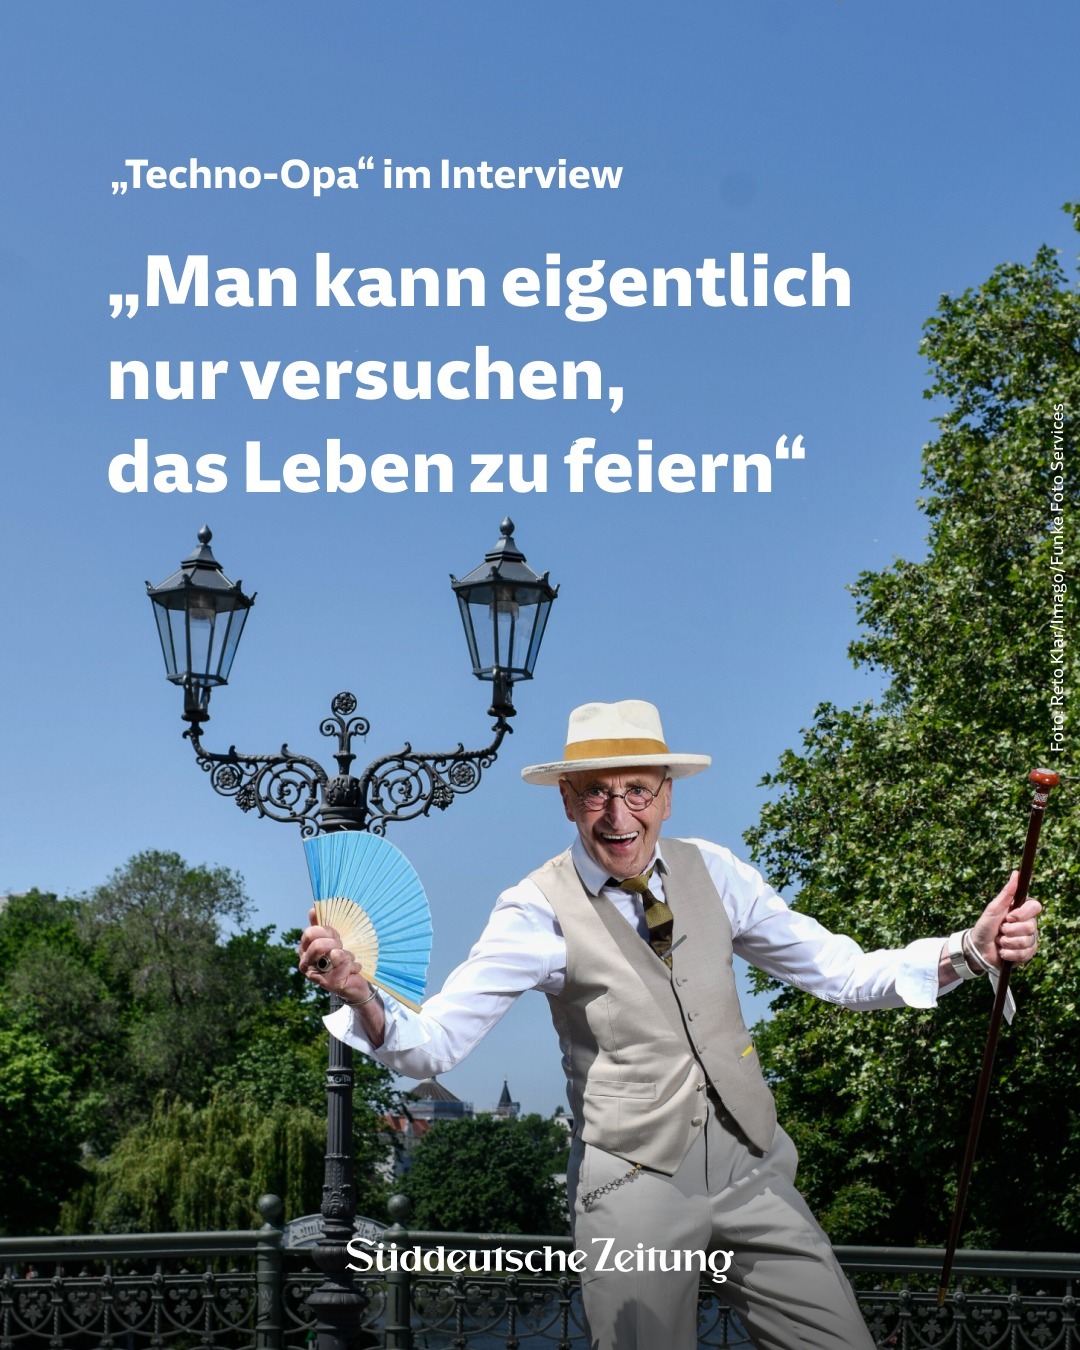 „Techno-Opa“ im Interview
„Man kann eigentlich
nur versuchen,
das Leben zu feiern“
Foto: Reto Klar/Imago/Funke Foto Services
Süddeutsche Zeitung